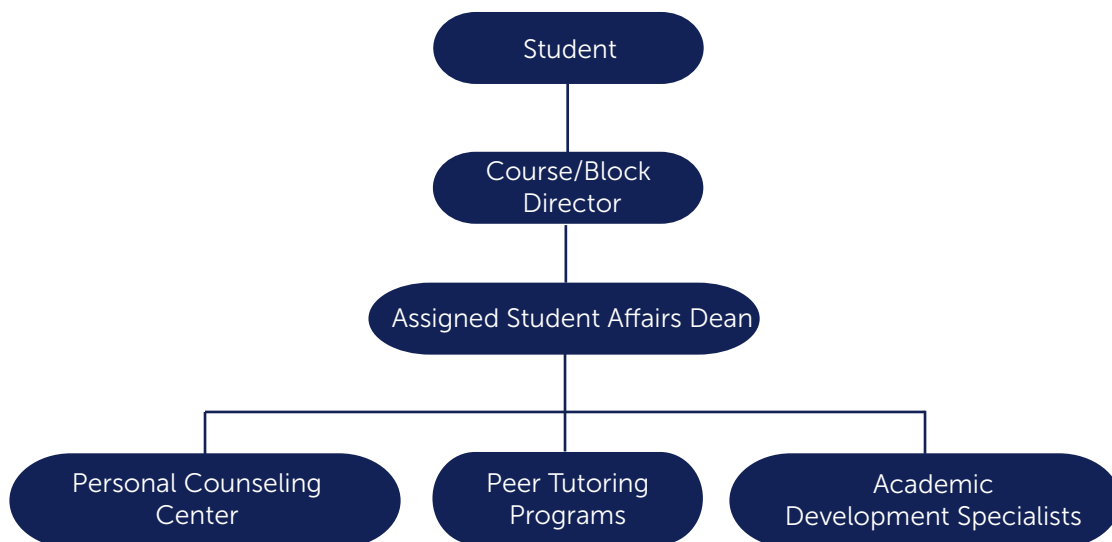 Student
Course/Block
Director
Assigned Student Affairs Dean
Personal Counseling
Center
Peer Tutoring
Programs
Academic
Development Specialists